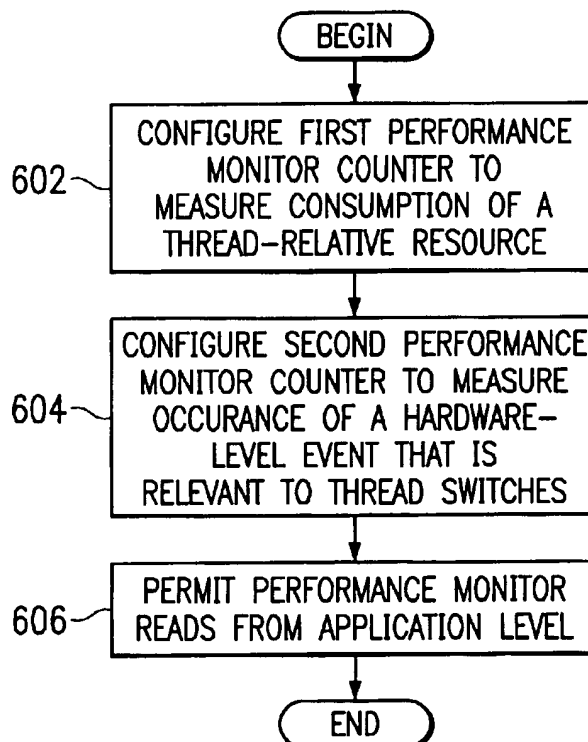 BEGIN
602
CONFIGURE FIRST PERFORMANCE
MONITOR COUNTER TO
MEASURE CONSUMPTION OF A
THREAD-RELATIVE RESOURCE
604
CONFIGURE SECOND PERFORMANCE
MONITOR COUNTER TO MEASURE
OCCURANCE OF A HARDWARE-
LEVEL EVENT THAT IS
RELEVANT TO THREAD SWITCHES
606
PERMIT PERFORMANCE MONITOR
READS FROM APPLICATION LEVEL
END